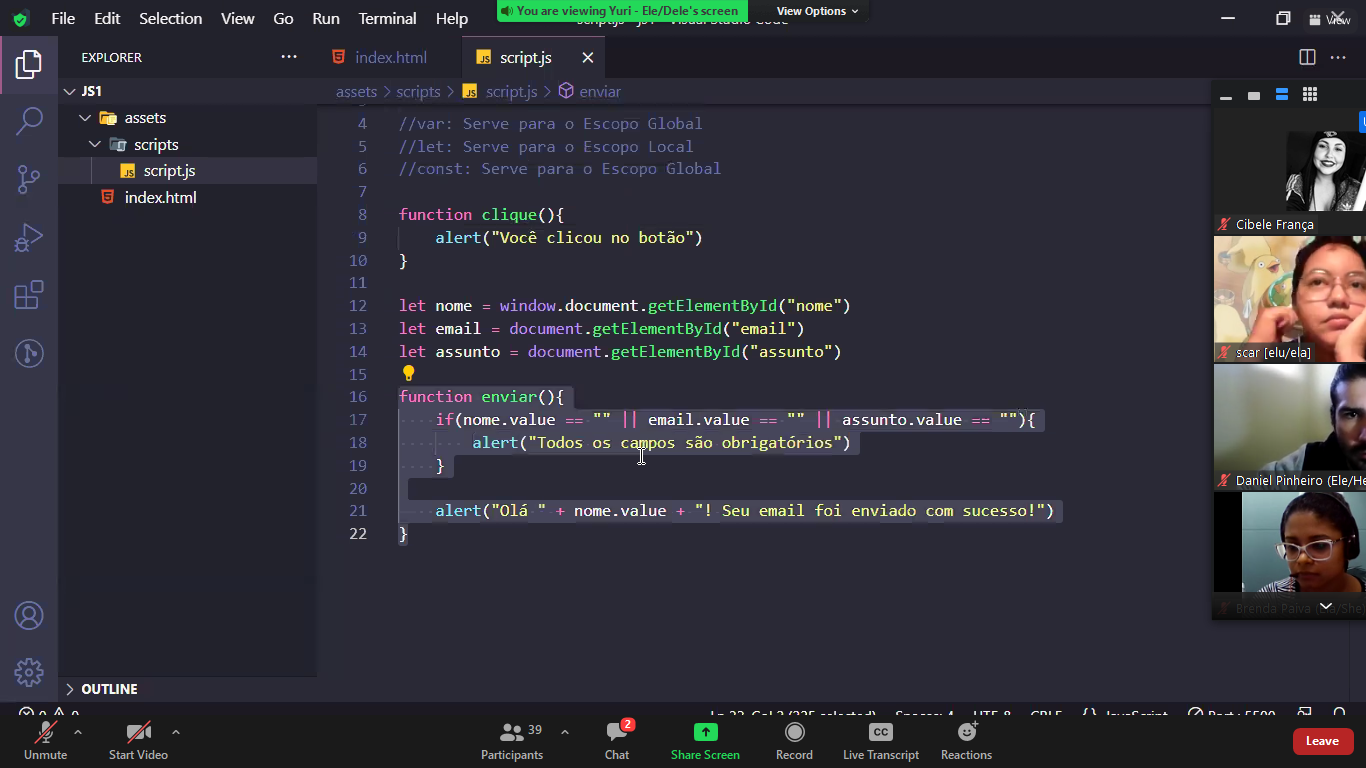 File Edit Selection View Go Run Terminal Help
You are viewing Yuri - Ele/Dele's screen
View Options
View
EXPLORER
index.html
script.js
JS1
assets
scripts
script.js
index.html
assets > scripts > script.js > enviar
4 //var: Serve para o Escopo Global
5 //let: Serve para o Escopo Local
6 //const: Serve para o Escopo Global
7
8 function clique(){
9 alert("Você clicou no botão")
10 }
11
12 let nome = window.document.getElementById("nome")
13 let email = document.getElementById("email")
14 let assunto = document.getElementById("assunto")
15
16 function enviar(){
17 if(nome.value == "" || email.value == "" || assunto.value == ""){
18 alert("Todos os campos são obrigatórios")
19 }
20
21 alert("Olá " + nome.value + "! Seu email foi enviado com sucesso!")
22 }
Cibele França
scar [elu/ela]
Daniel Pinheiro (Ele/He
Brenda Paiva (Ela/She)
OUTLINE
Unmute
Start Video
Participants 39
Chat 2
Share Screen
Record
CC
Live Transcript
Reactions
Leave